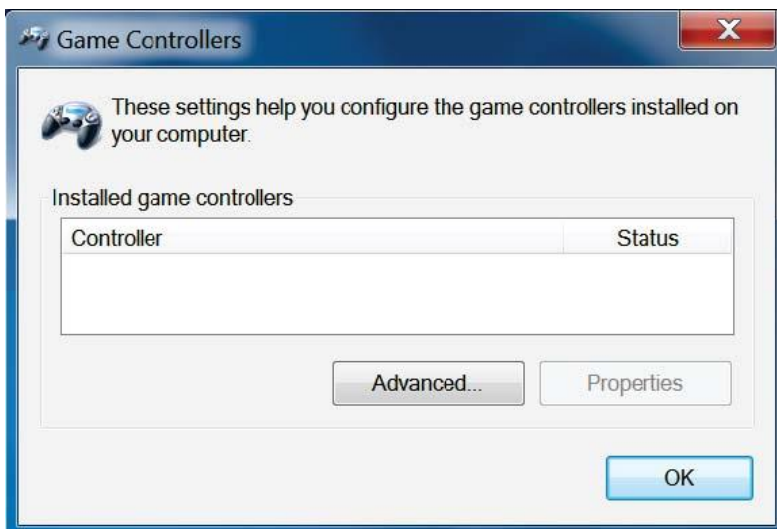 Game Controllers
X
These settings help you configure the game controllers installed on
your computer.
Installed game controllers
Controller Status
Advanced... Properties
OK